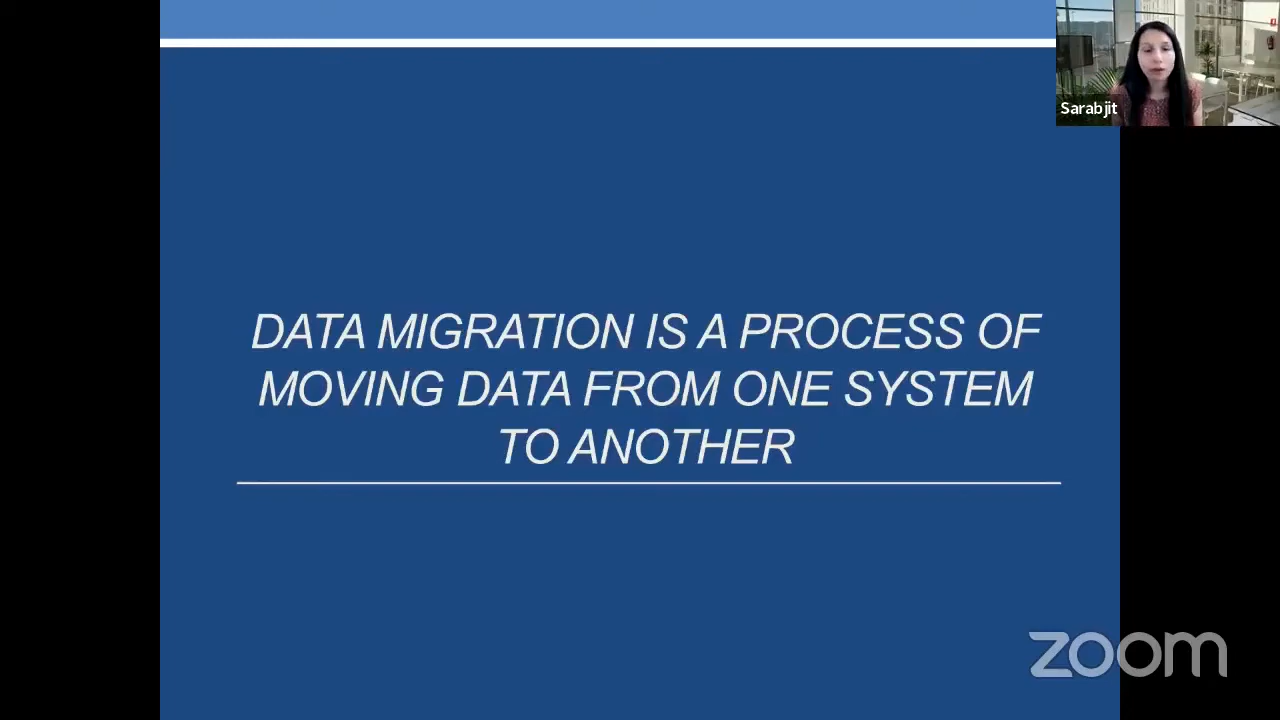 Sarabjit
DATA MIGRATION IS A PROCESS OF
MOVING DATA FROM ONE SYSTEM
TO ANOTHER
zoom